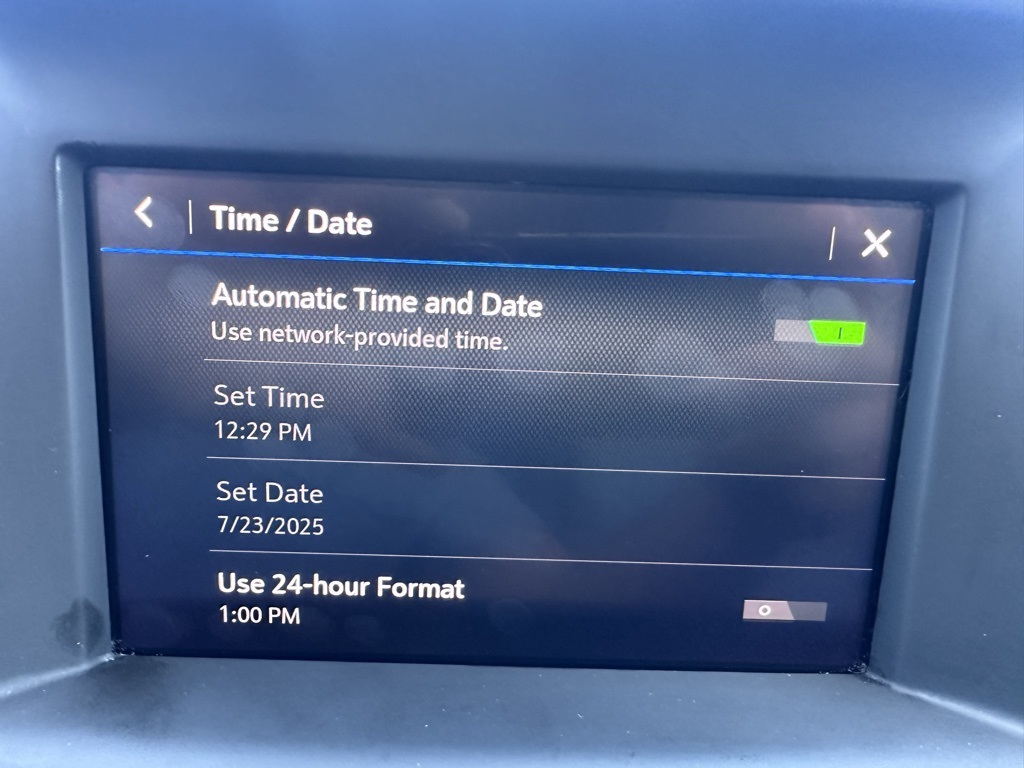 Time / Date
Automatic Time and Date
Use network-provided time.
Set Time
12:29 PM
Set Date
7/23/2025
Use 24-hour Format
1:00 PM